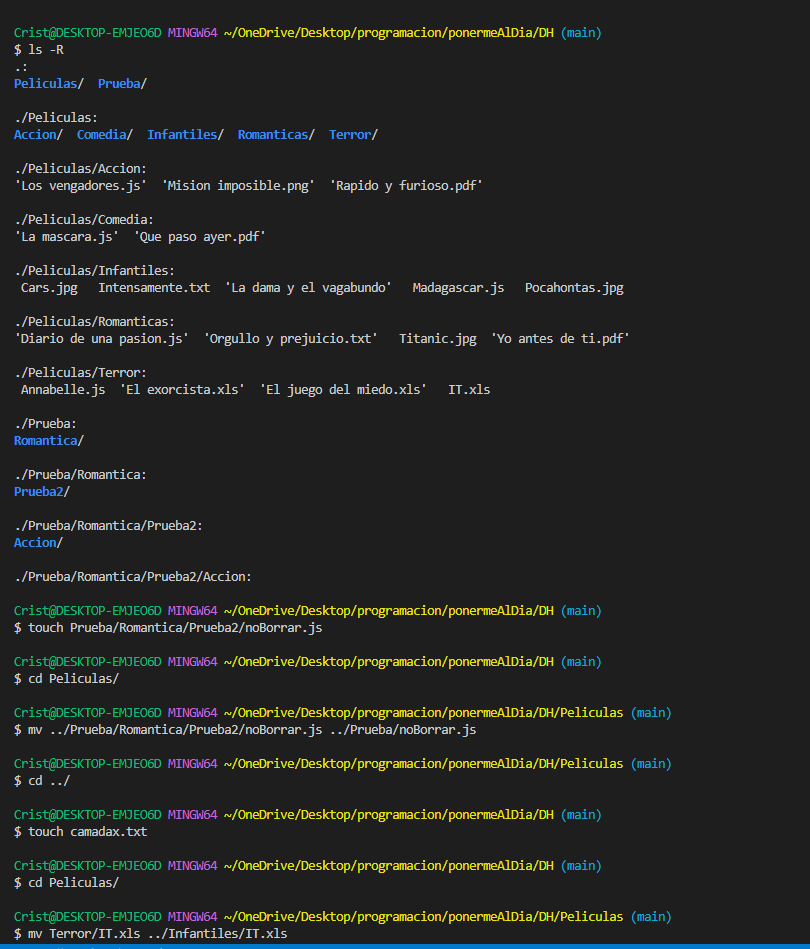 Crist@DESKTOP-EMJEO6D MINGW64 ~/OneDrive/Desktop/programacion/ponermeAlDia/DH (main)
$ ls -R
.:
Peliculas/  Prueba/

./Peliculas:
Accion/  Comedia/  Infantiles/  Romanticas/  Terror/

./Peliculas/Accion:
'Los vengadores.js'  'Mision imposible.png'  'Rapido y furioso.pdf'

./Peliculas/Comedia:
'La mascara.js'  'Que paso ayer.pdf'

./Peliculas/Infantiles:
 Cars.jpg   Intensamente.txt  'La dama y el vagabundo'   Madagascar.js   Pocahontas.jpg

./Peliculas/Romanticas:
'Diario de una pasion.js'  'Orgullo y prejuicio.txt'   Titanic.jpg  'Yo antes de ti.pdf'

./Peliculas/Terror:
 Annabelle.js  'El exorcista.xls'  'El juego del miedo.xls'   IT.xls

./Prueba:
Romantica/

./Prueba/Romantica:
Prueba2/

./Prueba/Romantica/Prueba2:
Accion/

./Prueba/Romantica/Prueba2/Accion:

Crist@DESKTOP-EMJEO6D MINGW64 ~/OneDrive/Desktop/programacion/ponermeAlDia/DH (main)
$ touch Prueba/Romantica/Prueba2/noBorrar.js

Crist@DESKTOP-EMJEO6D MINGW64 ~/OneDrive/Desktop/programacion/ponermeAlDia/DH (main)
$ cd Peliculas/

Crist@DESKTOP-EMJEO6D MINGW64 ~/OneDrive/Desktop/programacion/ponermeAlDia/DH/Peliculas (main)
$ mv ../Prueba/Romantica/Prueba2/noBorrar.js ../Prueba/noBorrar.js

Crist@DESKTOP-EMJEO6D MINGW64 ~/OneDrive/Desktop/programacion/ponermeAlDia/DH/Peliculas (main)
$ cd ../

Crist@DESKTOP-EMJEO6D MINGW64 ~/OneDrive/Desktop/programacion/ponermeAlDia/DH (main)
$ touch camadax.txt

Crist@DESKTOP-EMJEO6D MINGW64 ~/OneDrive/Desktop/programacion/ponermeAlDia/DH (main)
$ cd Peliculas/

Crist@DESKTOP-EMJEO6D MINGW64 ~/OneDrive/Desktop/programacion/ponermeAlDia/DH/Peliculas (main)
$ mv Terror/IT.xls ../Infantiles/IT.xls